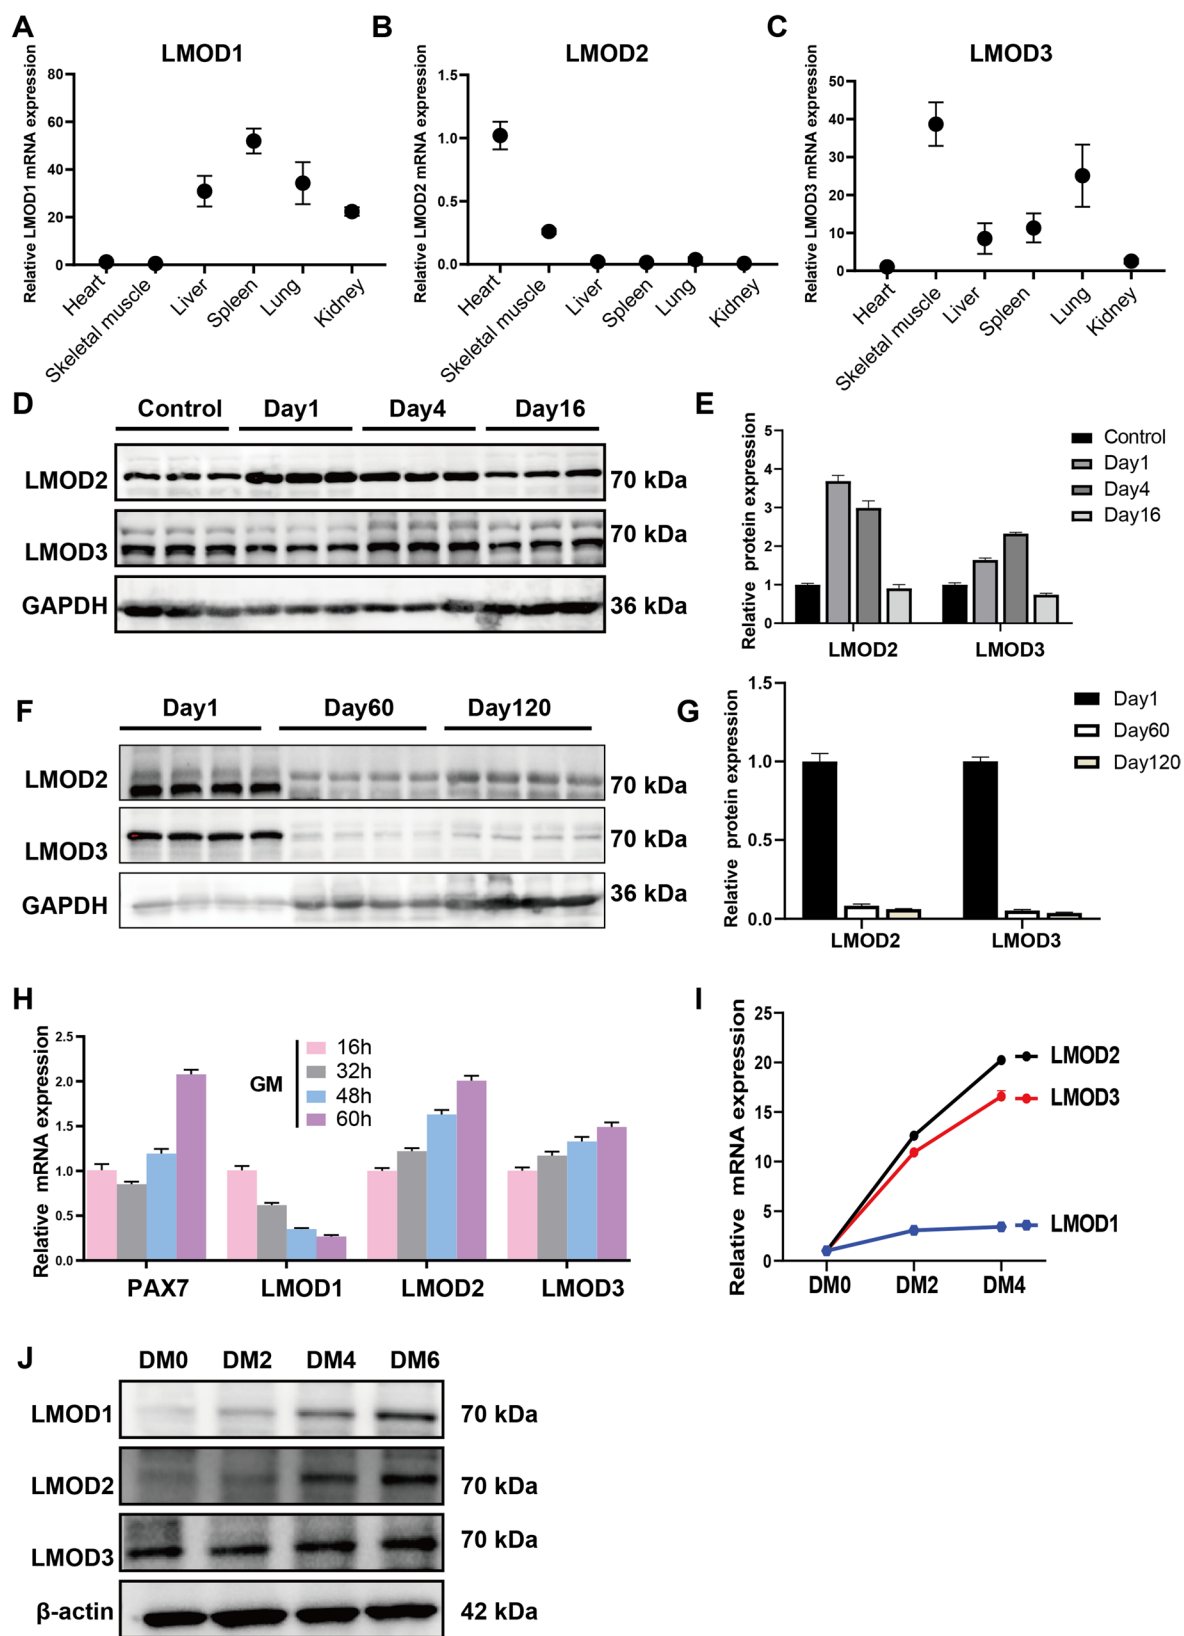 A
B
C
LMOD1
LMOD2
LMOD3
Relative LMOD1 mRNA expression
80
60
40
20
0
Heart
Skeletal muscle
Liver
Spleen
Lung
Kidney
Relative LMOD2 mRNA expression
1.5
1.0
0.5
0.0
Heart
Skeletal muscle
Liver
Spleen
Lung
Kidney
Relative LMOD3 mRNA expression
50
40
30
20
10
0
Heart
Skeletal muscle
Liver
Spleen
Lung
Kidney
D
Control Day1 Day4 Day16
LMOD2 70 kDa
LMOD3 70 kDa
GAPDH 36 kDa
E
Relative protein expression
5
4
3
2
1
0
LMOD2 LMOD3
Control
Day1
Day4
Day16
F
Day1 Day60 Day120
LMOD2 70 kDa
LMOD3 70 kDa
GAPDH 36 kDa
G
Relative protein expression
1.5
1.0
0.5
0.0
LMOD2 LMOD3
Day1
Day60
Day120
H
Relative mRNA expression
2.5
2.0
1.5
1.0
0.5
0.0
GM
16h
32h
48h
60h
PAX7 LMOD1 LMOD2 LMOD3
I
Relative mRNA expression
25
20
15
10
5
0
DM0 DM2 DM4
LMOD2
LMOD3
LMOD1
J
DM0 DM2 DM4 DM6
LMOD1 70 kDa
LMOD2 70 kDa
LMOD3 70 kDa
β-actin 42 kDa